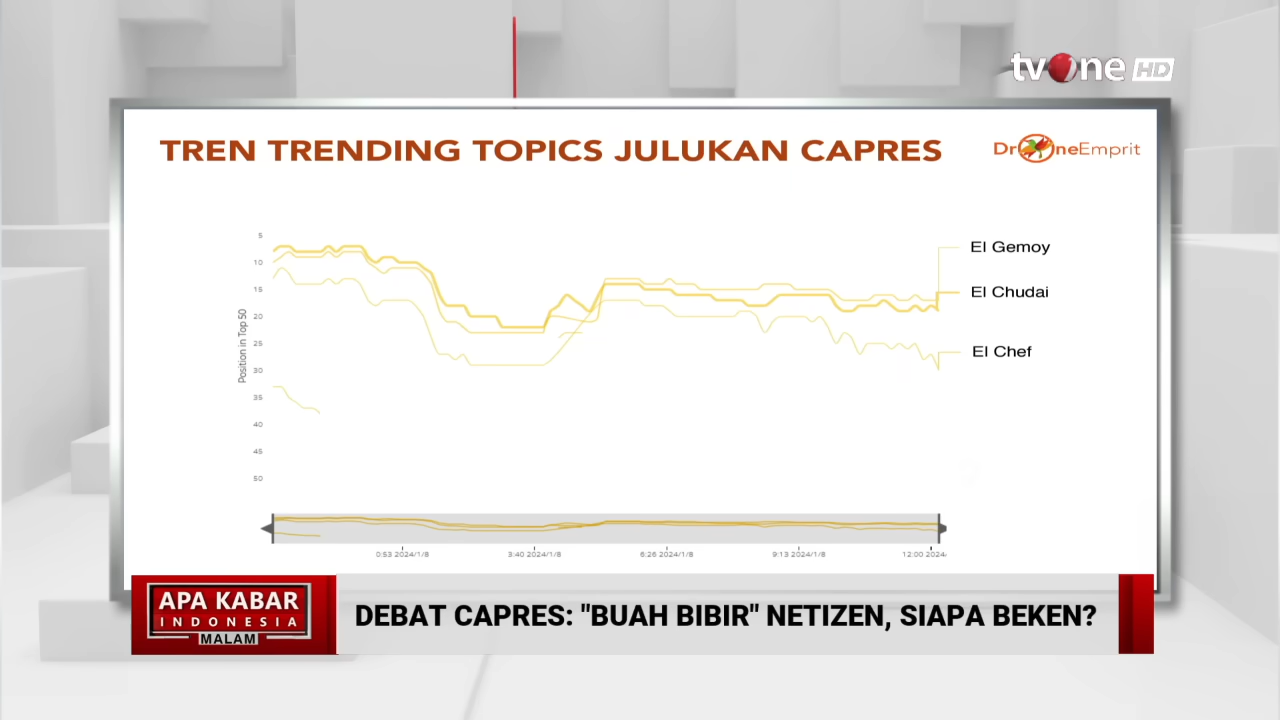 tvOne HD
TREN TRENDING TOPICS JULUKAN CAPRES
DrOneEmprit
Position in Top 50
5
10
15
20
25
30
35
40
45
50
El Gemoy
El Chudai
El Chef
0:53 2024/1/8
3:40 2024/1/8
6:26 2024/1/8
9:13 2024/1/8
12:00 2024/
APA KABAR
INDONESIA
MALAM
DEBAT CAPRES: "BUAH BIBIR" NETIZEN, SIAPA BEKEN?